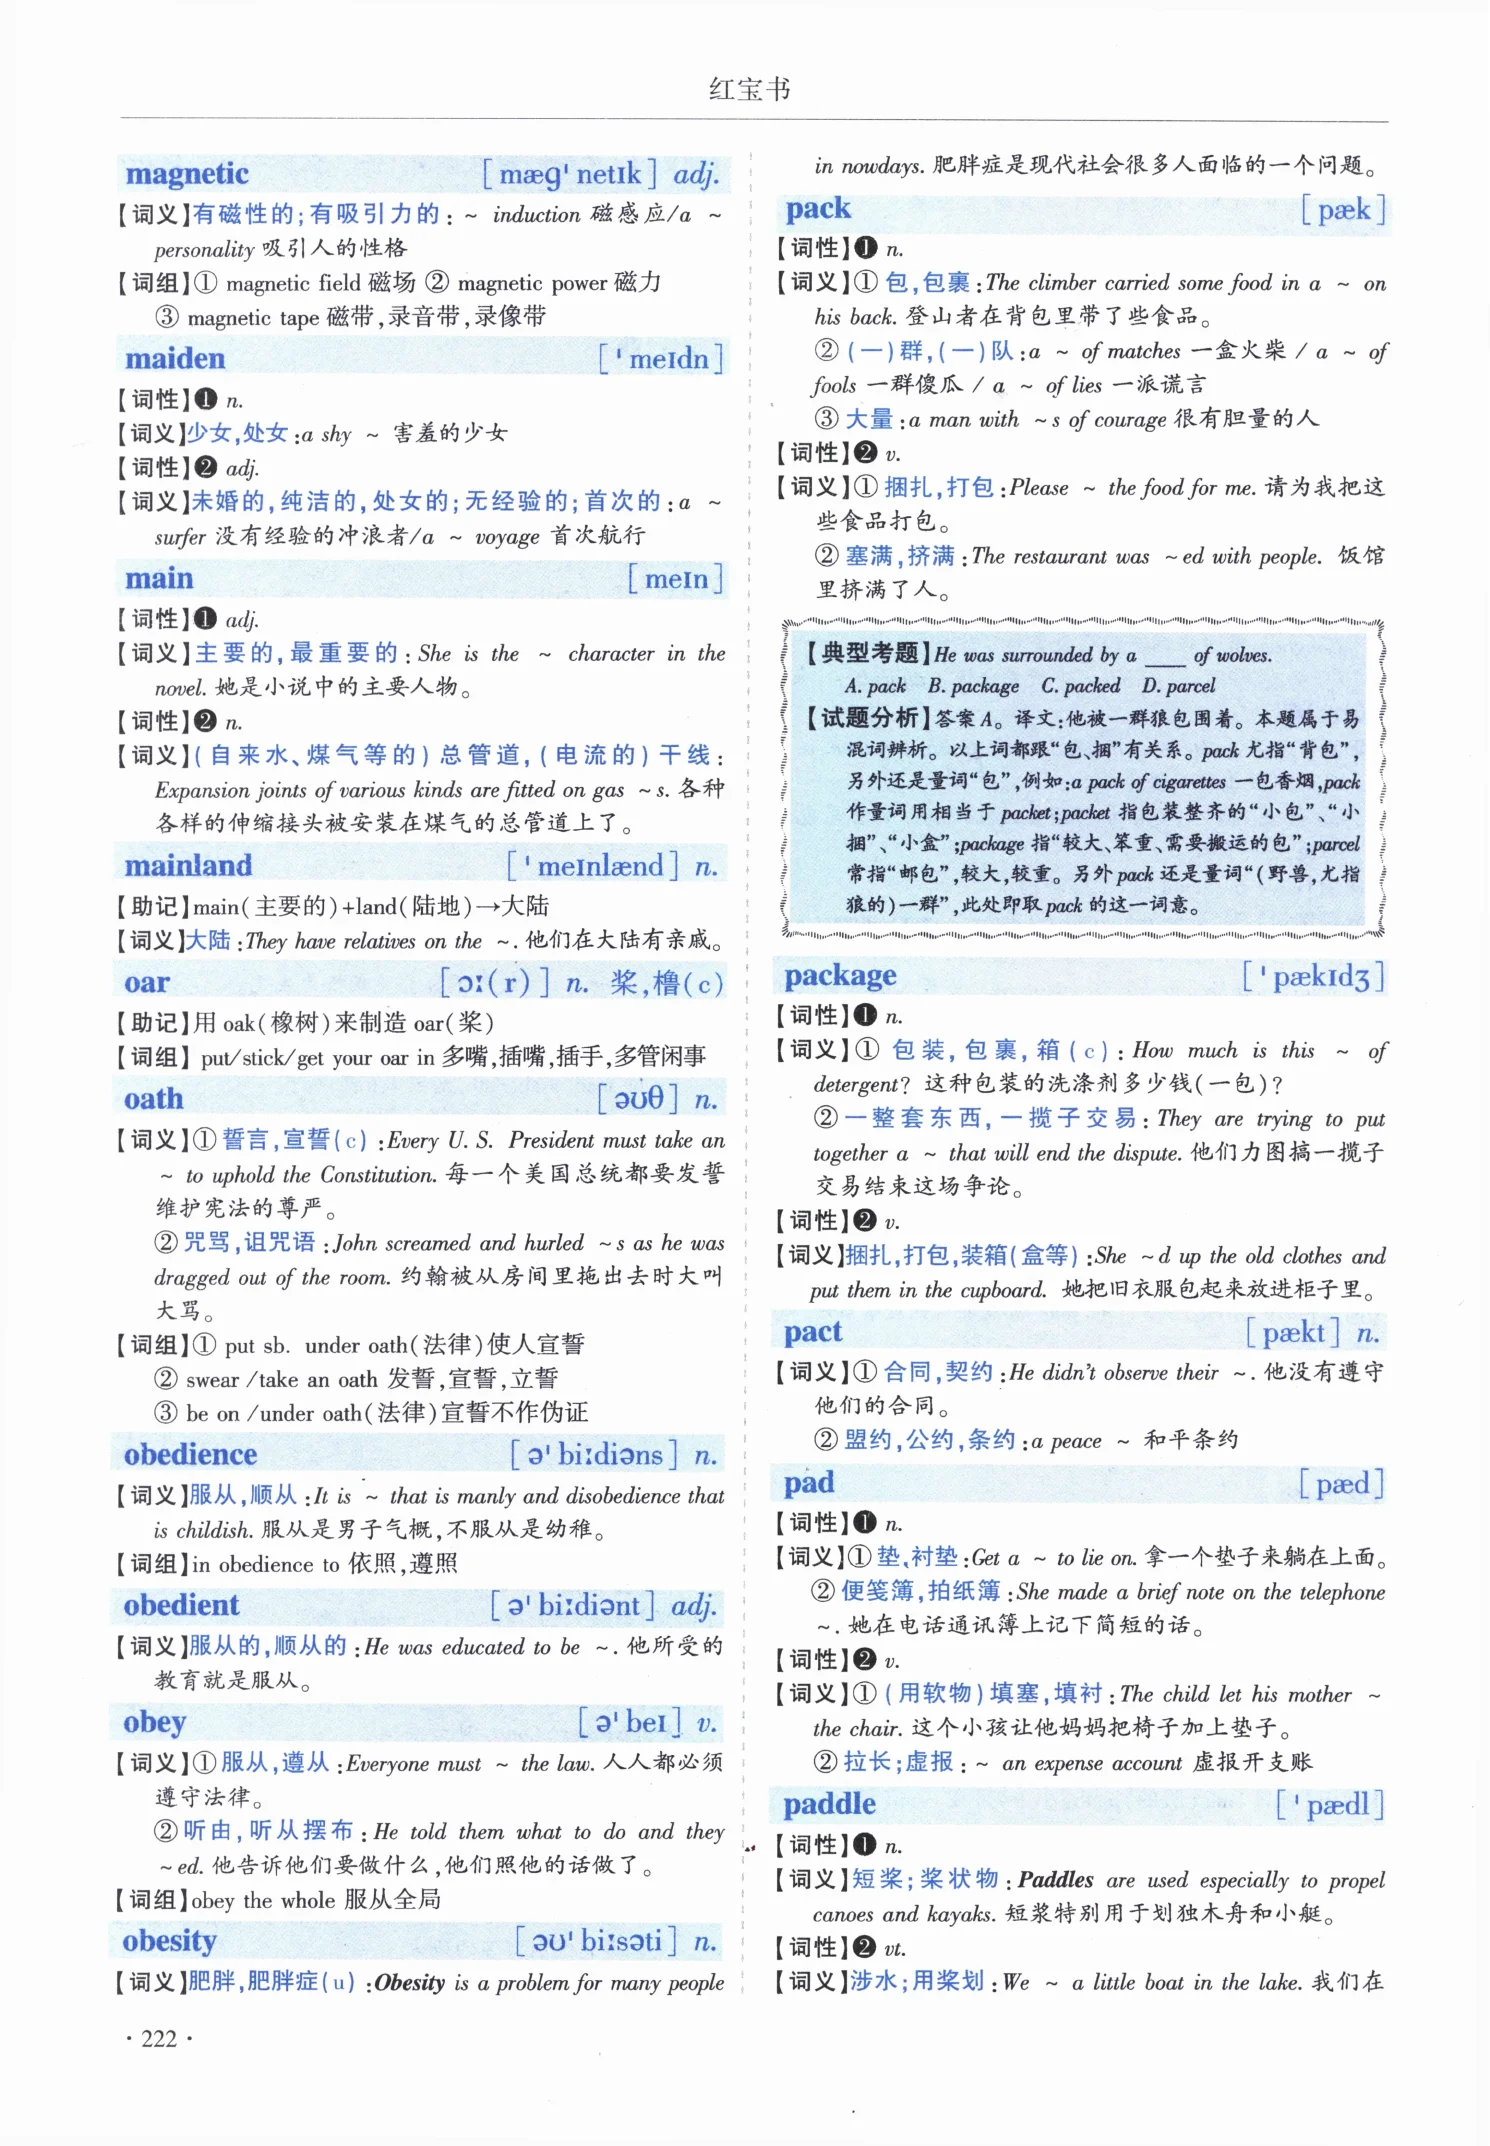 红宝书
magnetic [mæg'netɪk] adj.
【词义】有磁性的;有吸引力的: ~ induction 磁感应/a ~
personality 吸引人的性格
【词组】① magnetic field 磁场 ② magnetic power 磁力
③ magnetic tape 磁带,录音带,录像带
maiden ['meɪdn]
【词性】❶ n.
【词义】少女,处女:a shy ~ 害羞的少女
【词性】❷ adj.
【词义】未婚的,纯洁的,处女的;无经验的;首次的:a ~
surfer 没有经验的冲浪者/a ~ voyage 首次航行
main [meɪn]
【词性】❶ adj.
【词义】主要的,最重要的: She is the ~ character in the
novel. 她是小说中的主要人物。
【词性】❷ n.
【词义】(自来水、煤气等的)总管道,(电流的)干线:
Expansion joints of various kinds are fitted on gas ~s. 各种
各样的伸缩接头被安装在煤气的总管道上了。
mainland ['meɪnlænd] n.
【助记】main(主要的)+land(陆地)→大陆
【词义】大陆:They have relatives on the ~. 他们在大陆有亲戚。
oar [ɔː(r)] n. 桨,橹(c)
【助记】用 oak(橡树)来制造 oar(桨)
【词组】put/stick/get your oar in 多嘴,插嘴,插手,多管闲事
oath [əʊθ] n.
【词义】①誓言,宣誓(c) :Every U. S. President must take an
~ to uphold the Constitution. 每一个美国总统都要发誓
维护宪法的尊严。
②咒骂,诅咒语:John screamed and hurled ~s as he was
dragged out of the room. 约翰被从房间里拖出去时大叫
大骂。
【词组】① put sb. under oath(法律)使人宣誓
② swear /take an oath 发誓,宣誓,立誓
③ be on /under oath(法律)宣誓不作伪证
obedience [ə'biːdiəns] n.
【词义】服从,顺从:It is ~ that is manly and disobedience that
is childish. 服从是男子气概,不服从是幼稚。
【词组】in obedience to 依照,遵照
obedient [ə'biːdiənt] adj.
【词义】服从的,顺从的:He was educated to be ~. 他所受的
教育就是服从。
obey [ə'beɪ] v.
【词义】①服从,遵从:Everyone must ~ the law. 人人都必须
遵守法律。
②听由,听从摆布: He told them what to do and they
~ed. 他告诉他们要做什么,他们照他的话做了。
【词组】obey the whole 服从全局
obesity [əʊ'biːsəti] n.
【词义】肥胖,肥胖症(u) :Obesity is a problem for many people
in nowdays. 肥胖症是现代社会很多人面临的一个问题。
pack [pæk]
【词性】❶ n.
【词义】①包,包裹:The climber carried some food in a ~ on
his back. 登山者在背包里带了些食品。
②(一)群,(一)队:a ~ of matches 一盒火柴 / a ~ of
fools 一群傻瓜 / a ~ of lies 一派谎言
③大量:a man with ~s of courage 很有胆量的人
【词性】❷ v.
【词义】①捆扎,打包:Please ~ the food for me. 请为我把这
些食品打包。
②塞满,挤满:The restaurant was ~ed with people. 饭馆
里挤满了人。
【典型考题】He was surrounded by a ____ of wolves.
A. pack B. package C. packed D. parcel
【试题分析】答案 A。译文:他被一群狼包围着。本题属于易
混词辨析。以上词都跟“包、捆”有关系。pack 尤指“背包”,
另外还是量词“包”,例如:a pack of cigarettes 一包香烟,pack
作量词用相当于 packet;packet 指包装整齐的“小包”、“小
捆”、“小盒”;package 指“较大、笨重、需要搬运的包”;parcel
常指“邮包”,较大,较重。另外 pack 还是量词“(野兽,尤指
狼的)一群”,此处即取 pack 的这一词意。
package ['pækɪdʒ]
【词性】❶ n.
【词义】①包装,包裹,箱(c) : How much is this ~ of
detergent? 这种包装的洗涤剂多少钱(一包)?
②一整套东西,一揽子交易: They are trying to put
together a ~ that will end the dispute. 他们力图搞一揽子
交易结束这场争论。
【词性】❷ v.
【词义】捆扎,打包,装箱(盒等) :She ~d up the old clothes and
put them in the cupboard. 她把旧衣服包起来放进柜子里。
pact [pækt] n.
【词义】①合同,契约:He didn't observe their ~. 他没有遵守
他们的合同。
②盟约,公约,条约:a peace ~ 和平条约
pad [pæd]
【词性】❶ n.
【词义】①垫、衬垫:Get a ~ to lie on. 拿一个垫子来躺在上面。
②便笺簿,拍纸簿:She made a brief note on the telephone
~. 她在电话通讯簿上记下简短的话。
【词性】❷ v.
【词义】①(用软物)填塞,填衬:The child let his mother ~
the chair. 这个小孩让他妈妈把椅子加上垫子。
②拉长;虚报: ~ an expense account 虚报开支账
paddle ['pædl]
【词性】❶ n.
【词义】短桨;桨状物: Paddles are used especially to propel
canoes and kayaks. 短浆特别用于划独木舟和小艇。
【词性】❷ vt.
【词义】涉水;用桨划: We ~ a little boat in the lake. 我们在
· 222 ·